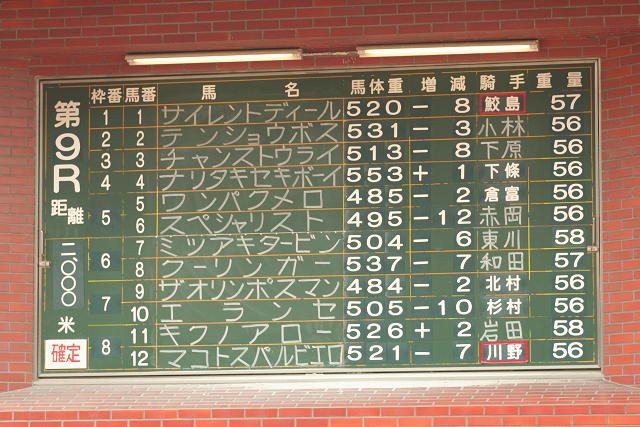 枠番 馬番 馬名 馬体重 増減 騎手 重量
第9R
距離
二、〇〇〇米
確定
1 1 サイレントディール 520 - 8 鮫島 57
2 2 テンショウボス 531 - 3 小林 56
3 3 チャンストウライ 513 - 8 下原 56
4 4 ナリタキセキボーイ 553 + 1 下條 56
5 5 ワンパクメロ 485 - 2 倉富 56
6 スペシャリスト 495 - 12 赤岡 56
6 7 ミツアキタービン 504 - 6 東川 58
8 クーリンガー 537 - 7 和田 57
7 9 ザオリンポスマン 484 - 2 北村 56
10 エランセ 505 - 10 杉村 56
8 11 キクノアロー 526 + 2 岩田 58
12 マコトスパルビエロ 521 - 7 川野 56